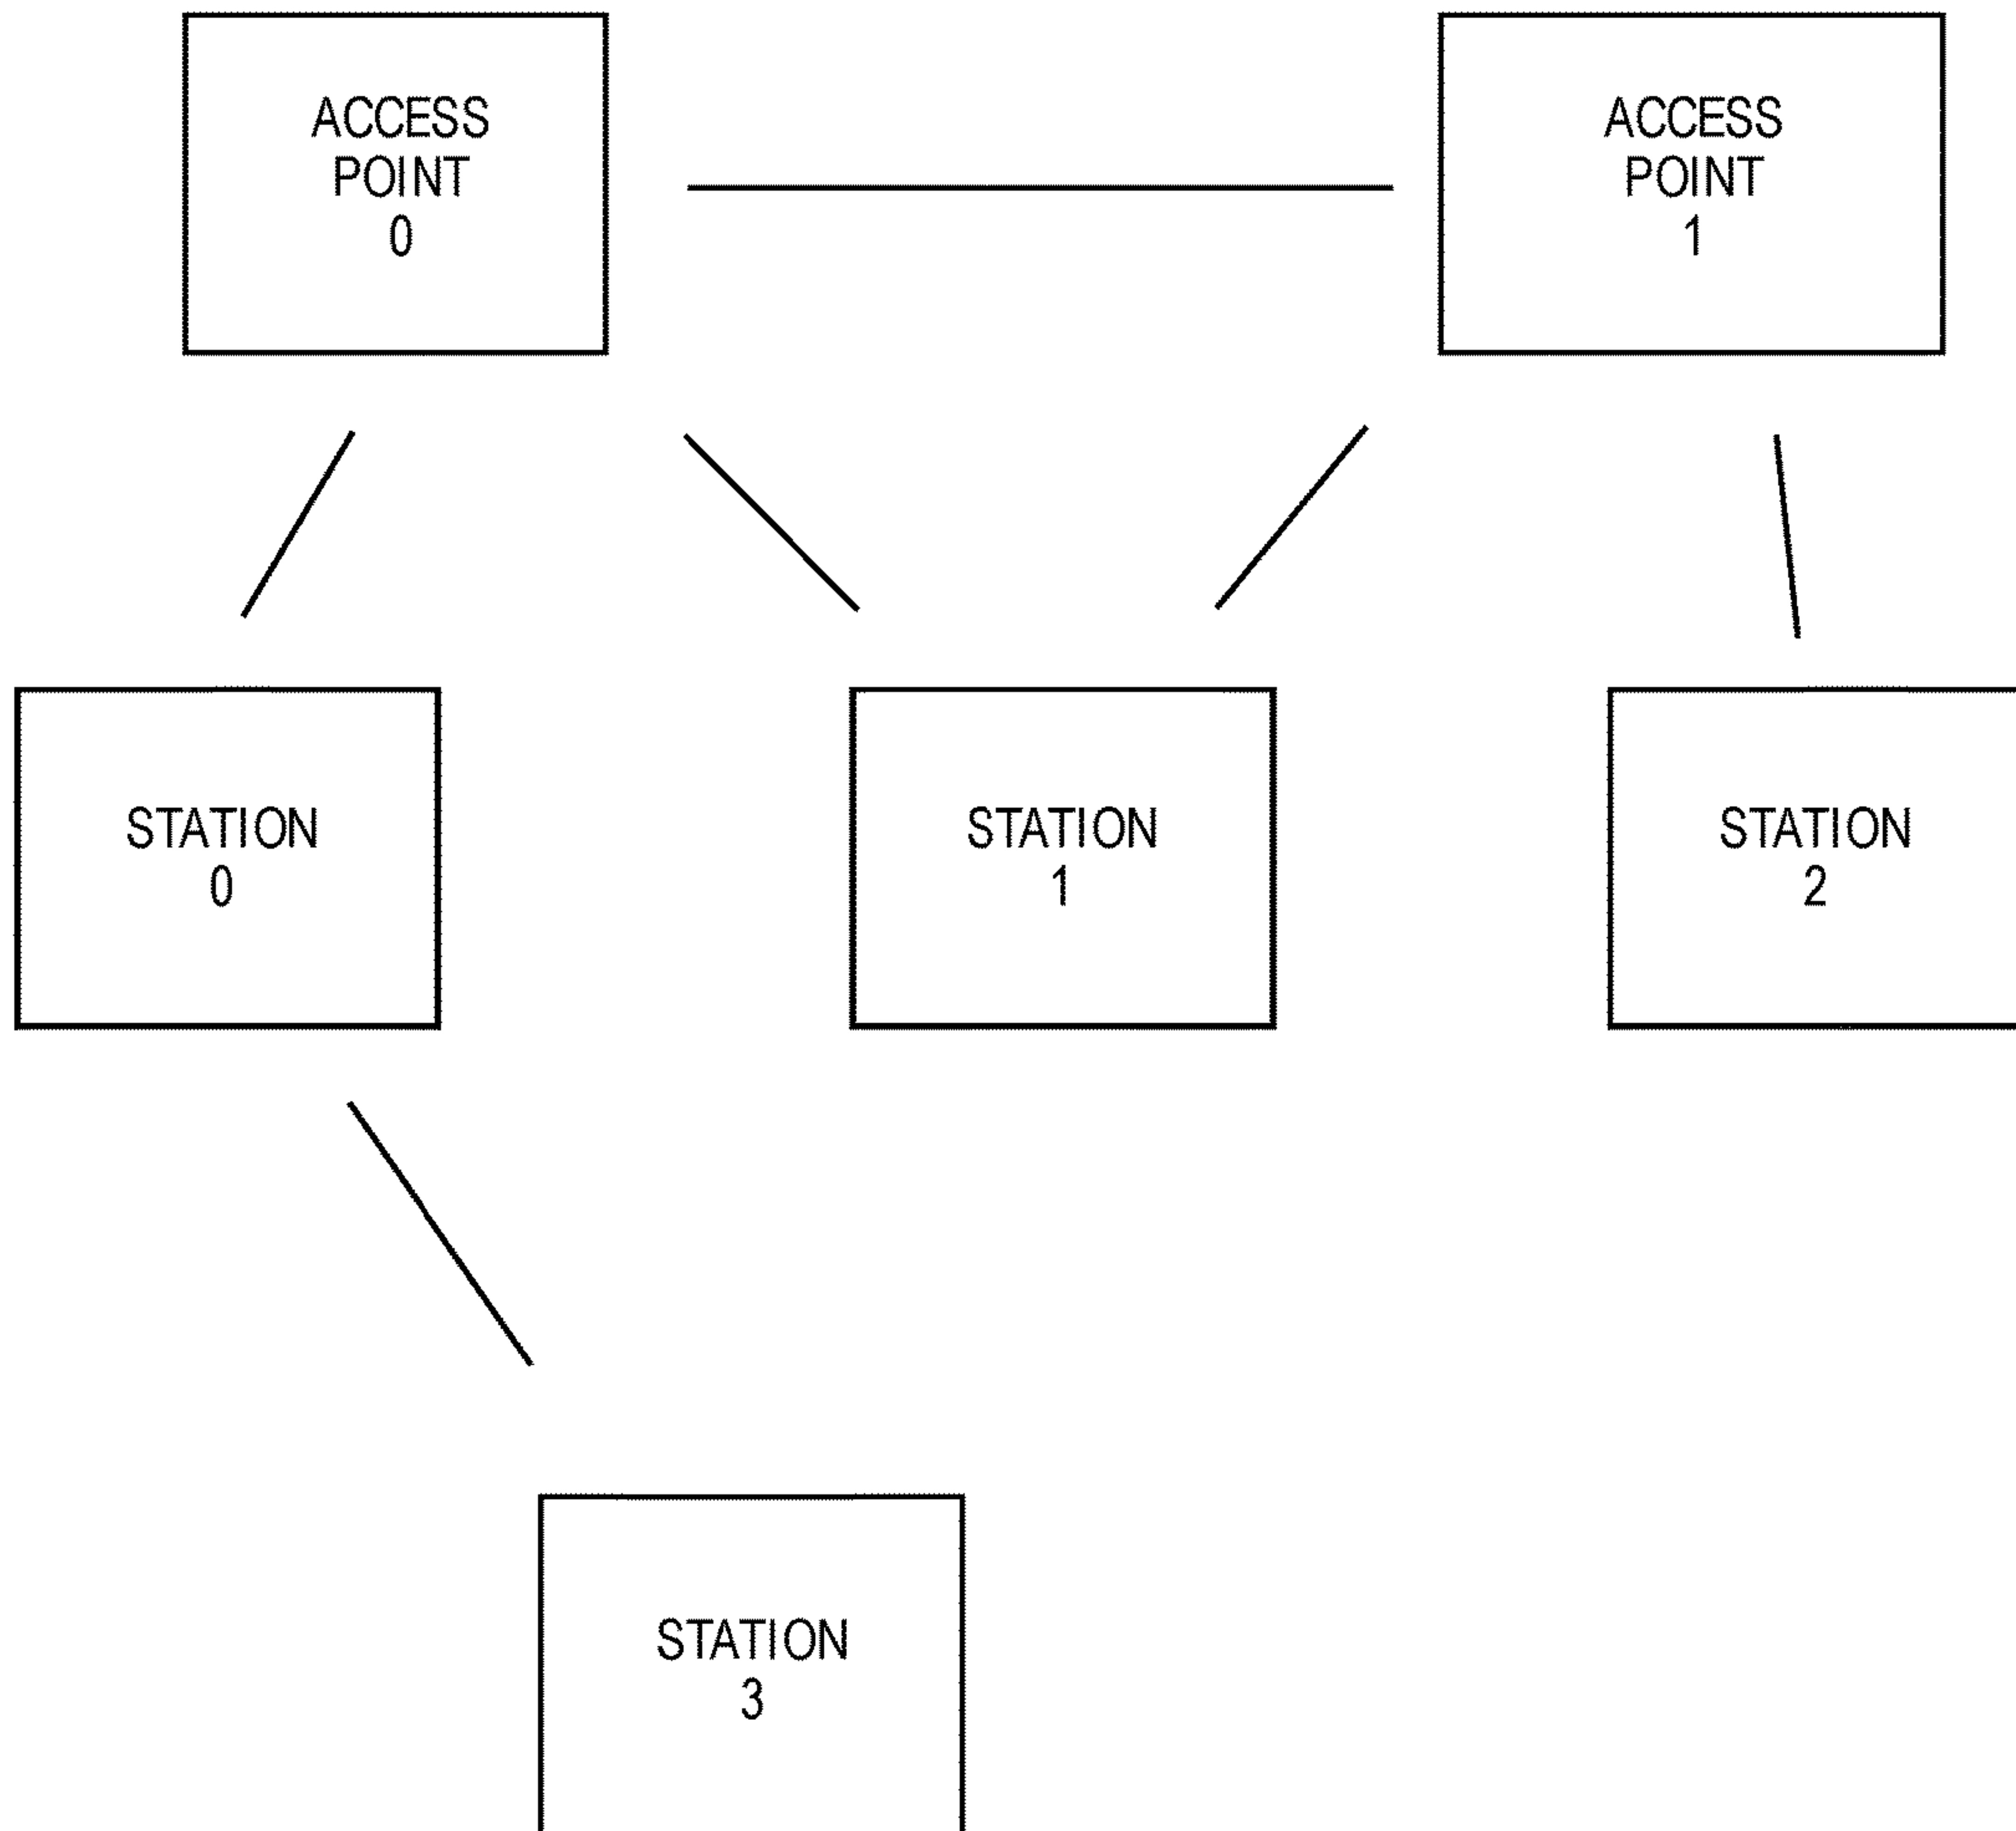 ACCESS
POINT
0
ACCESS
POINT
1
STATION
0
STATION
1
STATION
2
STATION
3